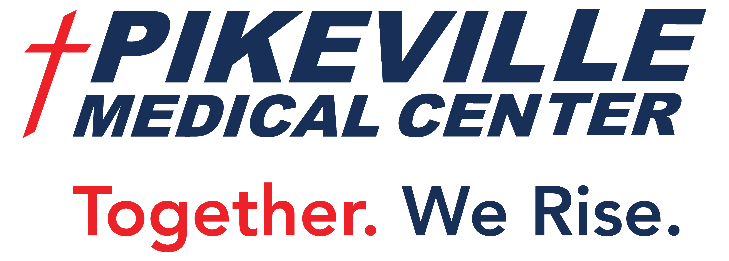 PIKEVILLE
MEDICAL CENTER
Together. We Rise.